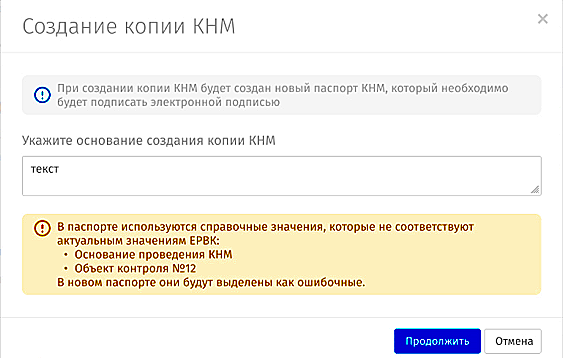 Создание копии КНМ
×
При создании копии КНМ будет создан новый паспорт КНМ, который необходимо
будет подписать электронной подписью
Укажите основание создания копии КНМ
текст
В паспорте используются справочные значения, которые не соответствуют
актуальным значениям ЕРВК:
• Основание проведения КНМ
• Объект контроля №12
В новом паспорте они будут выделены как ошибочные.
Продолжить Отмена